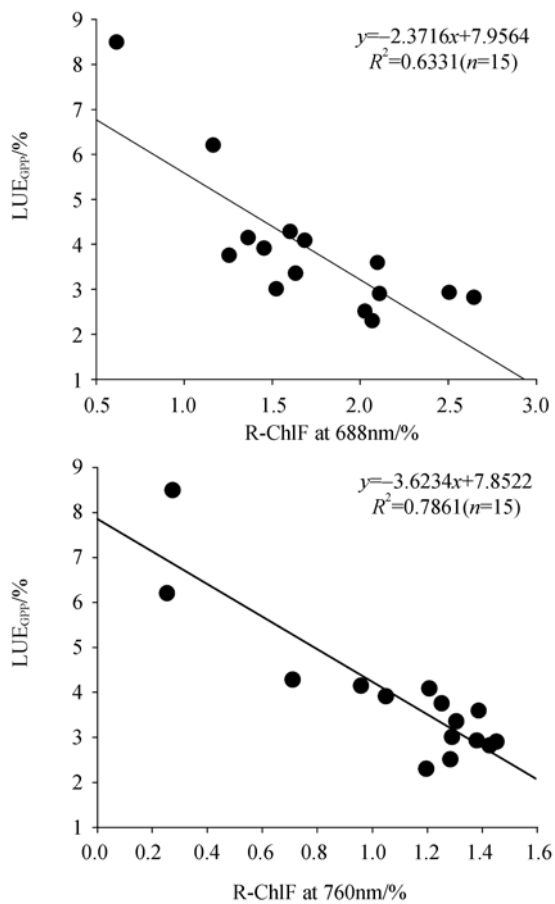 y=−2.3716x+7.9564
R²=0.6331(n=15)
LUE_GPP/%
9
8
7
6
5
4
3
2
1
0.5 1.0 1.5 2.0 2.5 3.0
R-ChlF at 688nm/%
y=−3.6234x+7.8522
R²=0.7861(n=15)
LUE_GPP/%
9
8
7
6
5
4
3
2
1
0.0 0.2 0.4 0.6 0.8 1.0 1.2 1.4 1.6
R-ChlF at 760nm/%